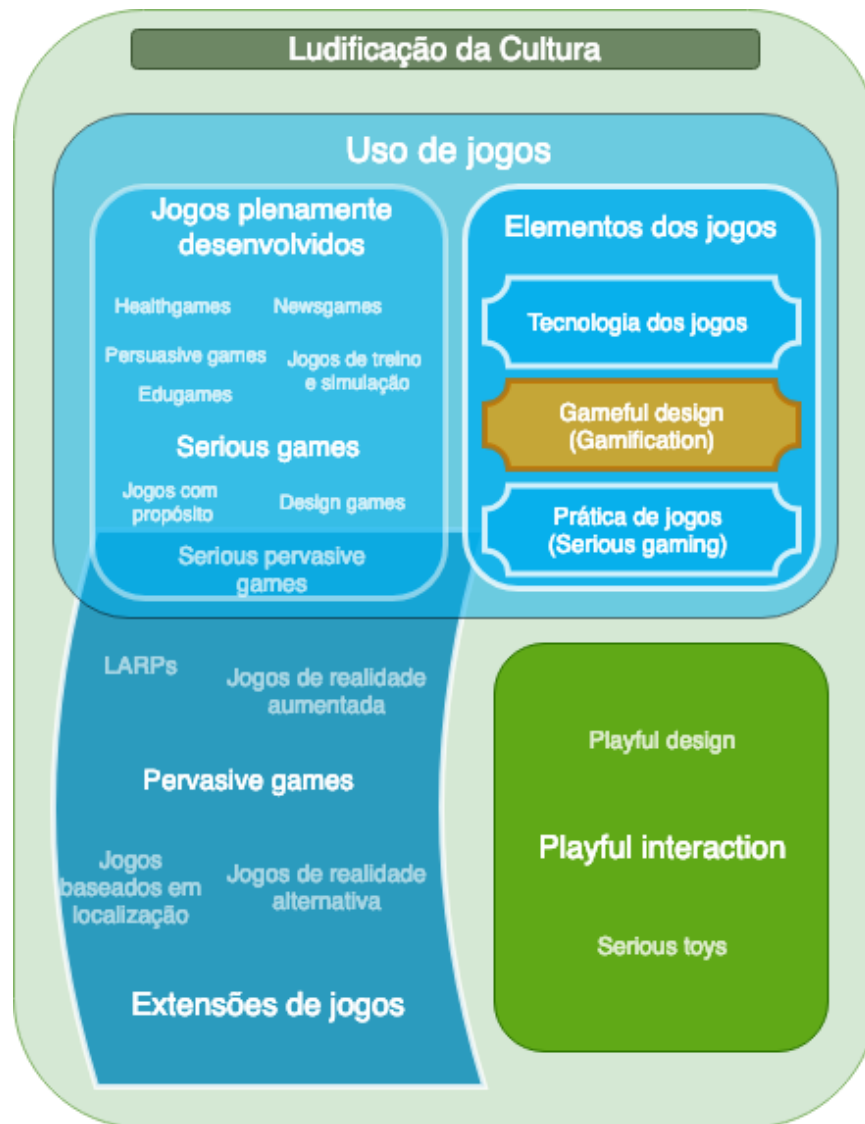 Ludificação da Cultura
Uso de jogos
Jogos plenamente
desenvolvidos
Healthgames
Newsgames
Persuasive games
Jogos de treino
e simulação
Edugames
Serious games
Jogos com
propósito
Design games
Serious pervasive
games
Elementos dos jogos
Tecnologia dos jogos
Gameful design
(Gamification)
Prática de jogos
(Serious gaming)
LARPs
Jogos de realidade
aumentada
Pervasive games
Jogos
baseados em
localização
Jogos de realidade
alternativa
Extensões de jogos
Playful design
Playful interaction
Serious toys